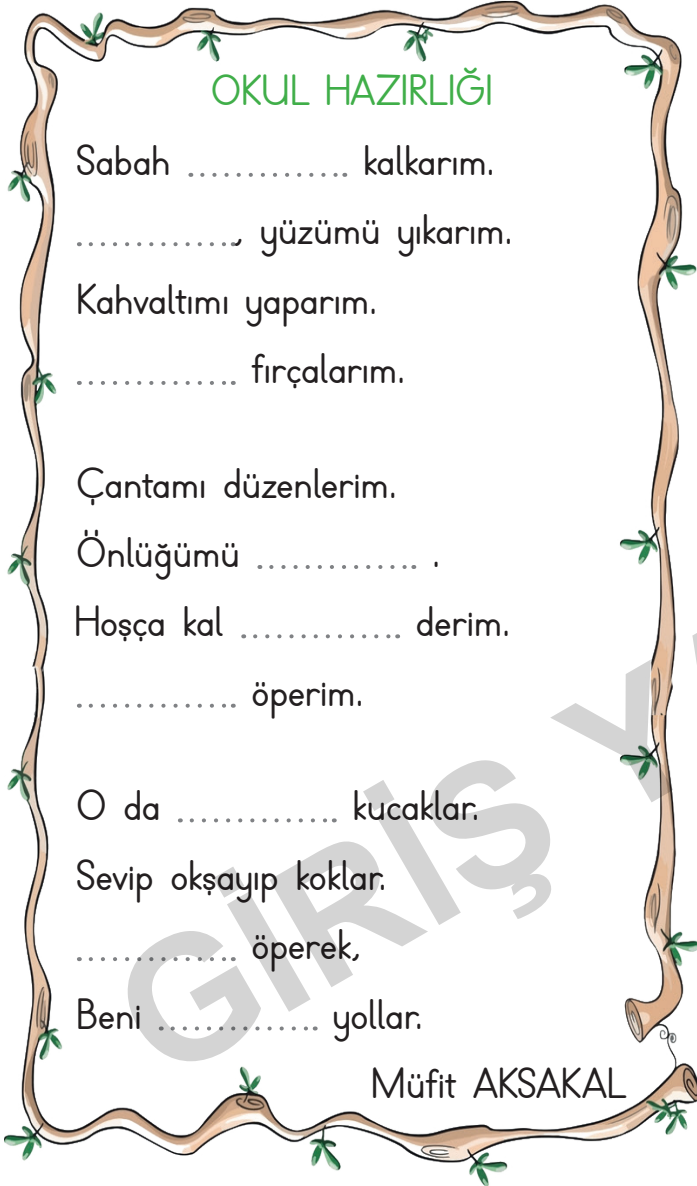 OKUL HAZIRLIĞI
Sabah ................ kalkarım.
................, yüzümü yıkarım.
Kahvaltımı yaparım.
................ fırçalarım.
Çantamı düzenlerim.
Önlüğümü ................ .
Hoşça kal ................ derim.
................ öperim.
O da ................ kucaklar.
Sevip okşayıp koklar.
................ öperek,
Beni ................ yollar.
Müfit AKSAKAL
GİRİŞ Y